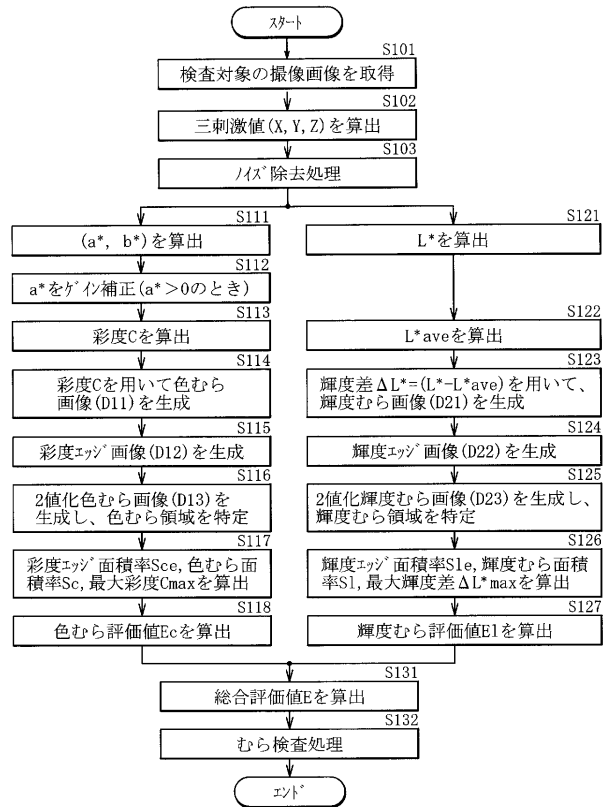 スタート
S101
検査対象の撮像画像を取得
S102
三刺激値(X,Y,Z)を算出
S103
ノイズ除去処理
S111
(a*, b*)を算出
S112
a*をゲイン補正(a*>0のとき)
S113
彩度Cを算出
S114
彩度Cを用いて色むら
画像(D11)を生成
S115
彩度エッジ画像(D12)を生成
S116
2値化色むら画像(D13)を
生成し、色むら領域を特定
S117
彩度エッジ面積率Sce,色むら面
積率Sc,最大彩度Cmaxを算出
S118
色むら評価値Ecを算出
S121
L*を算出
S122
L*aveを算出
S123
輝度差ΔL*=(L*-L*ave)を用いて、
輝度むら画像(D21)を生成
S124
輝度エッジ画像(D22)を生成
S125
2値化輝度むら画像(D23)を生成し、
輝度むら領域を特定
S126
輝度エッジ面積率Sle,輝度むら面積
率Sl,最大輝度差ΔL*maxを算出
S127
輝度むら評価値Elを算出
S131
総合評価値Eを算出
S132
むら検査処理
エンド